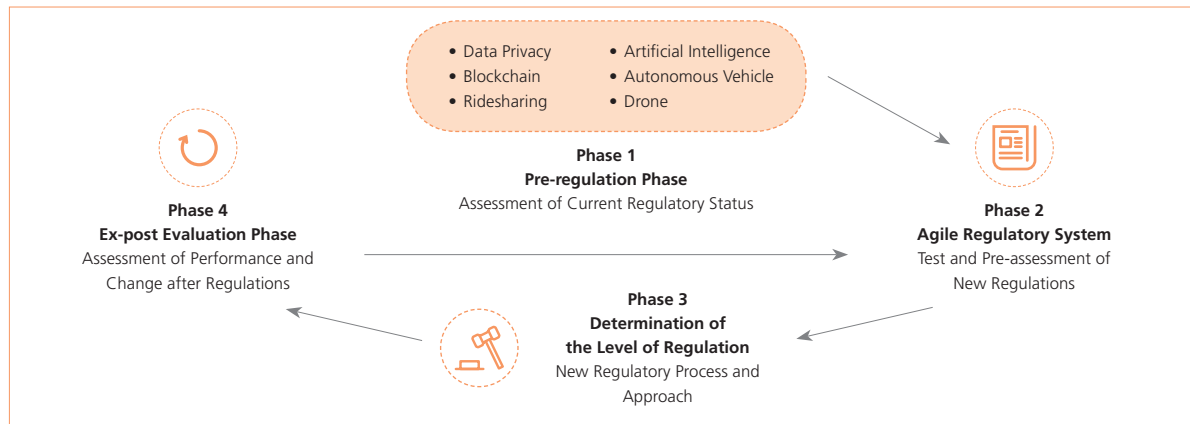 • Data Privacy
• Blockchain
• Ridesharing
• Artificial Intelligence
• Autonomous Vehicle
• Drone
Phase 1
Pre-regulation Phase
Assessment of Current Regulatory Status
Phase 2
Agile Regulatory System
Test and Pre-assessment of
New Regulations
Phase 3
Determination of
the Level of Regulation
New Regulatory Process and
Approach
Phase 4
Ex-post Evaluation Phase
Assessment of Performance and
Change after Regulations